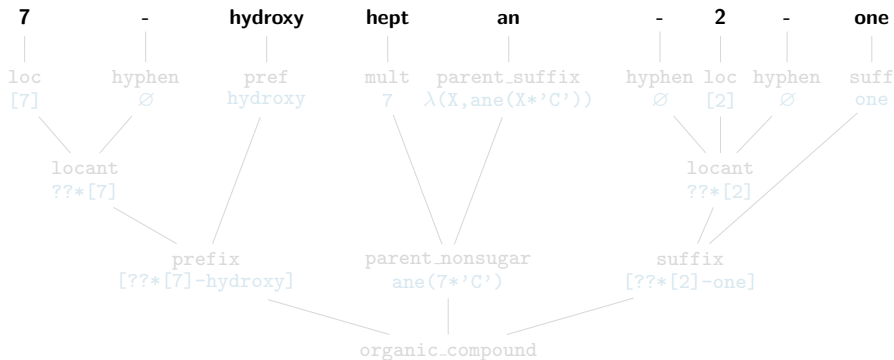 7 - hydroxy hept an - 2 - one
loc hyphen pref mult parent_suffix hyphen loc hyphen suff
[7] ∅ hydroxy 7 λ(X,ane(X*'C')) ∅ [2] ∅ one
locant locant
??*[7] ??*[2]
prefix parent_nonsugar suffix
[??*[7]-hydroxy] ane(7*'C') [??*[2]-one]
organic_compound